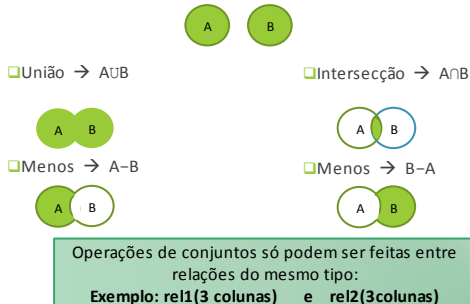 A B
União → A∪B
Intersecção → A∩B
A B
A B
Menos → A–B
Menos → B–A
A B
A B
Operações de conjuntos só podem ser feitas entre
relações do mesmo tipo:
Exemplo: rel1(3 colunas) e rel2(3colunas)